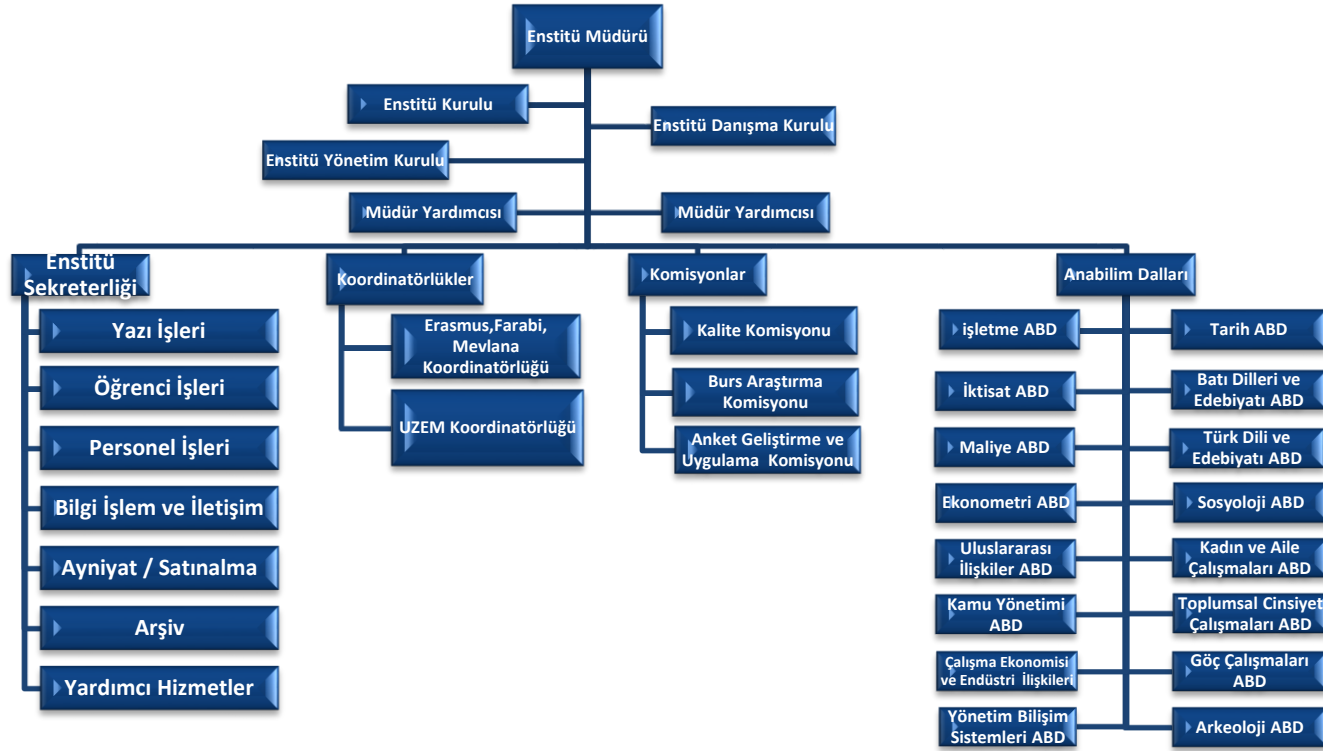 Enstitü Müdürü
Enstitü Kurulu
Enstitü Danışma Kurulu
Enstitü Yönetim Kurulu
Müdür Yardımcısı
Müdür Yardımcısı
Enstitü
Sekreterliği
Yazı İşleri
Öğrenci İşleri
Personel İşleri
Bilgi İşlem ve İletişim
Ayniyat / Satınalma
Arşiv
Yardımcı Hizmetler
Koordinatörlükler
Erasmus,Farabi,
Mevlana
Koordinatörlüğü
UZEM Koordinatörlüğü
Komisyonlar
Kalite Komisyonu
Burs Araştırma
Komisyonu
Anket Geliştirme ve
Uygulama Komisyonu
Anabilim Dalları
işletme ABD
İktisat ABD
Maliye ABD
Ekonometri ABD
Uluslararası
İlişkiler ABD
Kamu Yönetimi
ABD
Çalışma Ekonomisi
ve Endüstri İlişkileri
Yönetim Bilişim
Sistemleri ABD
Tarih ABD
Batı Dilleri ve
Edebiyatı ABD
Türk Dili ve
Edebiyatı ABD
Sosyoloji ABD
Kadın ve Aile
Çalışmaları ABD
Toplumsal Cinsiyet
Çalışmaları ABD
Göç Çalışmaları
ABD
Arkeoloji ABD